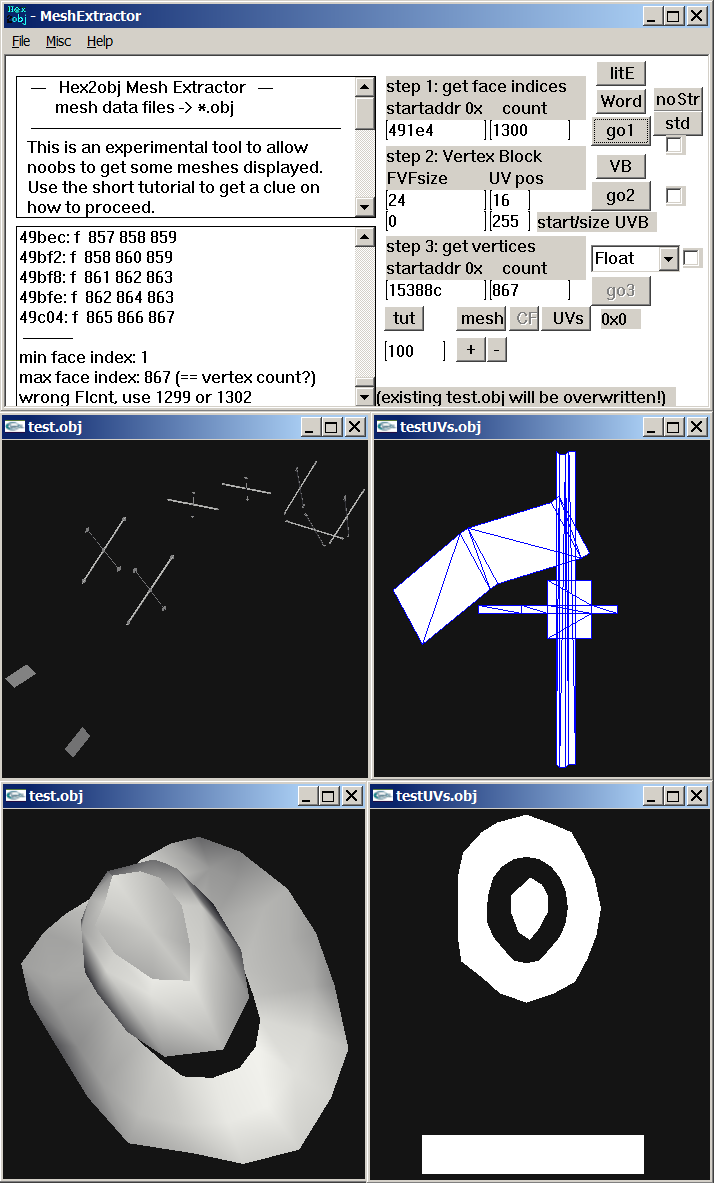 Hex
obj
- MeshExtractor
File Misc Help
— Hex2obj Mesh Extractor —
mesh data files -> *.obj
This is an experimental tool to allow
noobs to get some meshes displayed.
Use the short tutorial to get a clue on
how to proceed.
49bec: f 857 858 859
49bf2: f 858 860 859
49bf8: f 861 862 863
49bfe: f 862 864 863
49c04: f 865 866 867
min face index: 1
max face index: 867 (== vertex count?)
wrong FIcnt, use 1299 or 1302
step 1: get face indices
startaddr 0x count
491e4 1300
litE
Word
noStr
go1
std
step 2: Vertex Block
FVFsize UV pos
24 16
0 255 start/size UVB
VB
go2
step 3: get vertices
startaddr 0x count
15388c 867
Float
go3
tut mesh CF UVs 0x0
100 + -
(existing test.obj will be overwritten!)
test.obj
testUVs.obj
test.obj
testUVs.obj